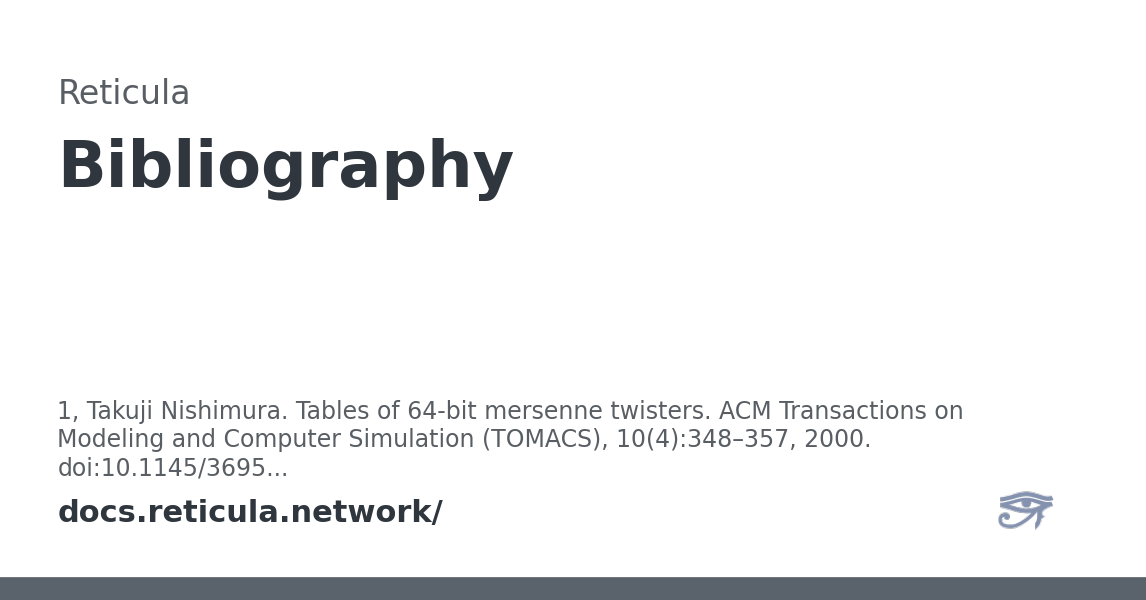 Reticula
Bibliography
1, Takuji Nishimura. Tables of 64-bit mersenne twisters. ACM Transactions on
Modeling and Computer Simulation (TOMACS), 10(4):348–357, 2000.
doi:10.1145/3695...
docs.reticula.network/